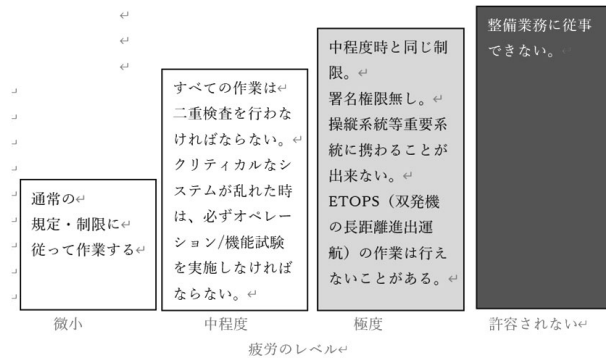 通常の
規定・制限に
従って作業する
すべての作業は
二重検査を行わな
ければならない。
クリティカルなシ
ステムが乱れた時
は、必ずオペレー
ション/機能試験
を実施しなければ
ならない。
中程度時と同じ制
限。
署名権限無し。
操縦系統等重要系
統に携わることが
出来ない。
ETOPS（双発機
の長距離進出運
航）の作業は行え
ないことがある。
整備業務に従事
できない。
微小
中程度
極度
許容されない
疲労のレベル